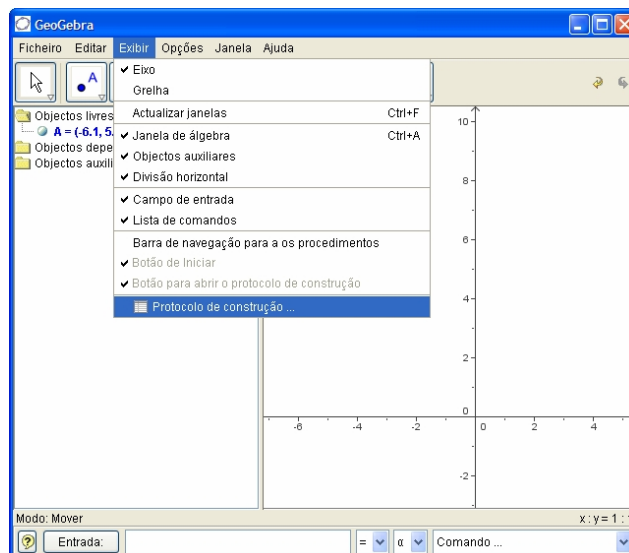 GeoGebra
Ficheiro Editar Exibir Opções Janela Ajuda
A
Eixo
Grelha
Actualizar janelas Ctrl+F
Janela de álgebra Ctrl+A
Objectos auxiliares
Divisão horizontal
Campo de entrada
Lista de comandos
Barra de navegação para a os procedimentos
Botão de Iniciar
Botão para abrir o protocolo de construção
Protocolo de construção ...
Objectos livres
A = (-6.1, 5.
Objectos depe
Objectos auxili
10
8
6
4
2
0
-6 -4 -2 0 2 4
-2
Modo: Mover x : y = 1 :
Entrada: = α Comando ...